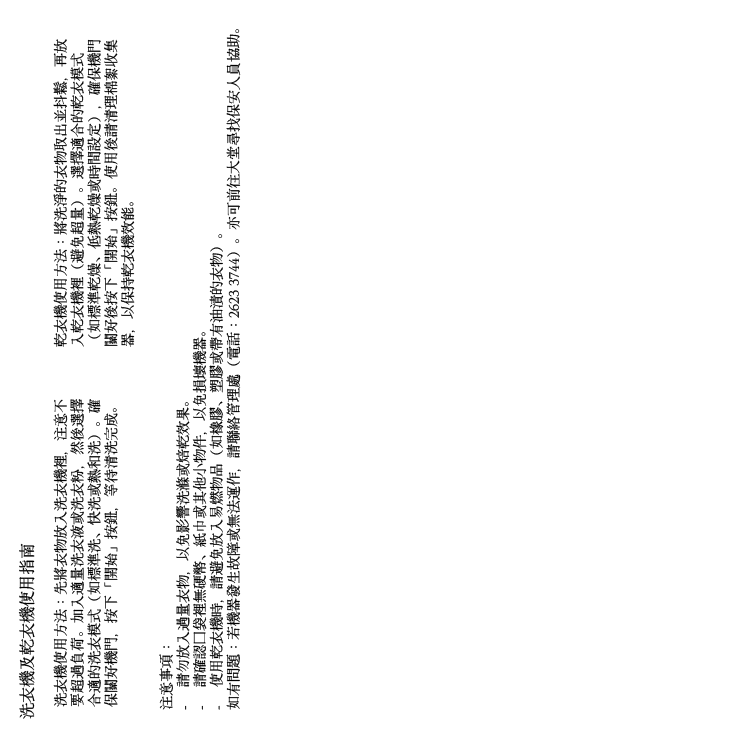 洗衣機及乾衣機使用指南
洗衣機使用方法：先將衣物放入洗衣機裡，注意不
要超過負荷。加入適量洗衣液或洗衣粉，然後選擇
合適的洗衣模式（如標準洗、快洗或熱和洗）。確
保關好機門，按下「開始」按鈕，等待清洗完成。
乾衣機使用方法：將洗淨的衣物取出並抖鬆，再放
入乾衣機裡（避免超量）。選擇適合的乾衣模式
（如標準乾燥、低熱乾燥或時間設定），確保機門
關好後按下「開始」按鈕。使用後請清理棉絮收集
器，以保持乾衣機效能。
注意事項：
- 請勿放入過量衣物，以免影響洗滌或焙乾效果。
- 請確認口袋裡無硬幣、紙巾或其他小物件，以免損壞機器。
- 使用乾衣機時，請避免放入易燃物品（如橡膠、塑膠或帶有油漬的衣物）。
如有問題：若機器發生故障或無法運作，請聯絡管理處（電話：2623 3744）。亦可前往大堂尋找保安人員協助。